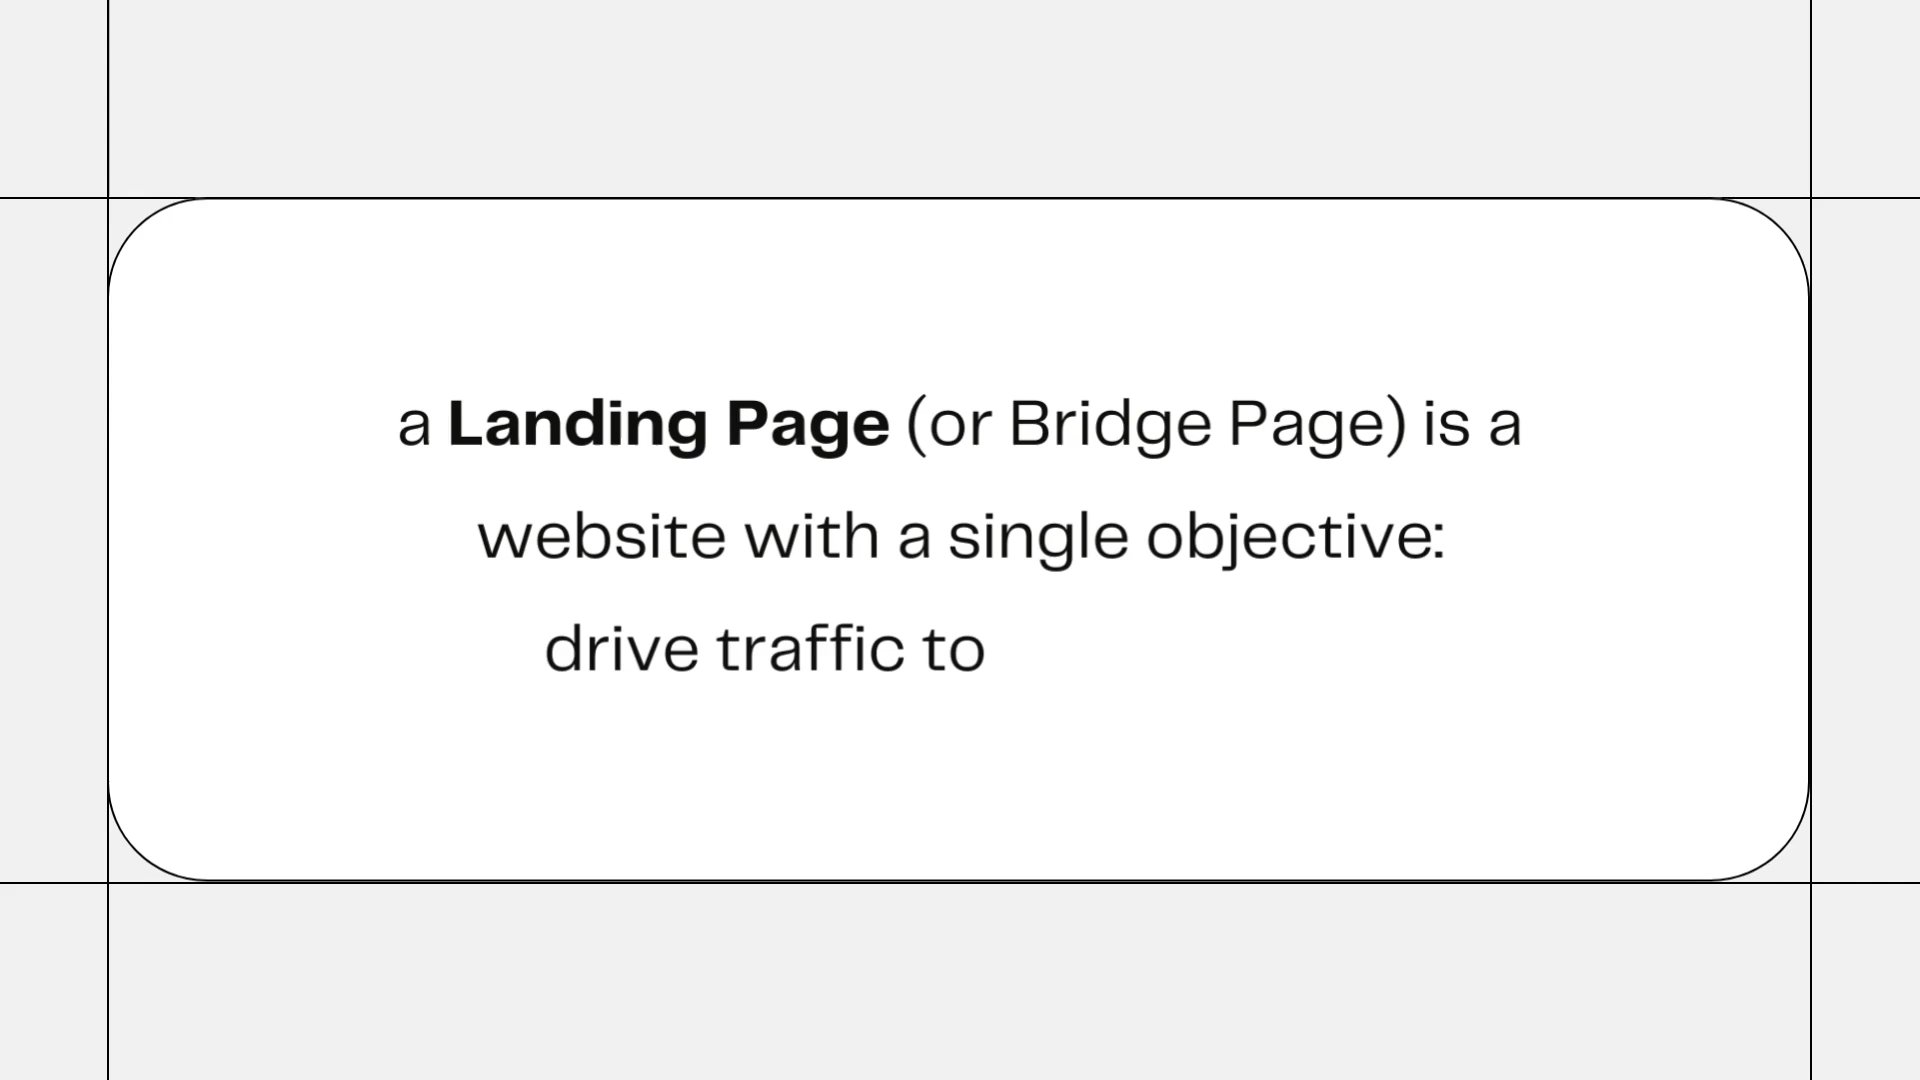 a Landing Page (or Bridge Page) is a
website with a single objective:
drive traffic to